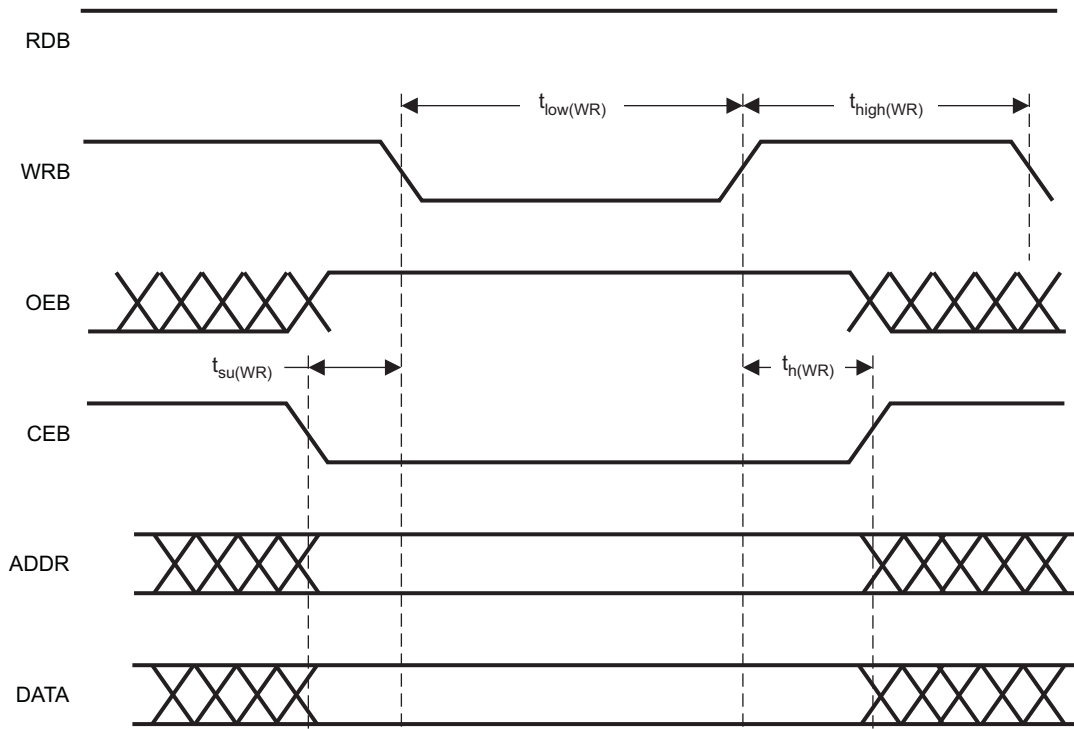 RDB
t_low(WR)
t_high(WR)
WRB
OEB
t_su(WR)
t_h(WR)
CEB
ADDR
DATA